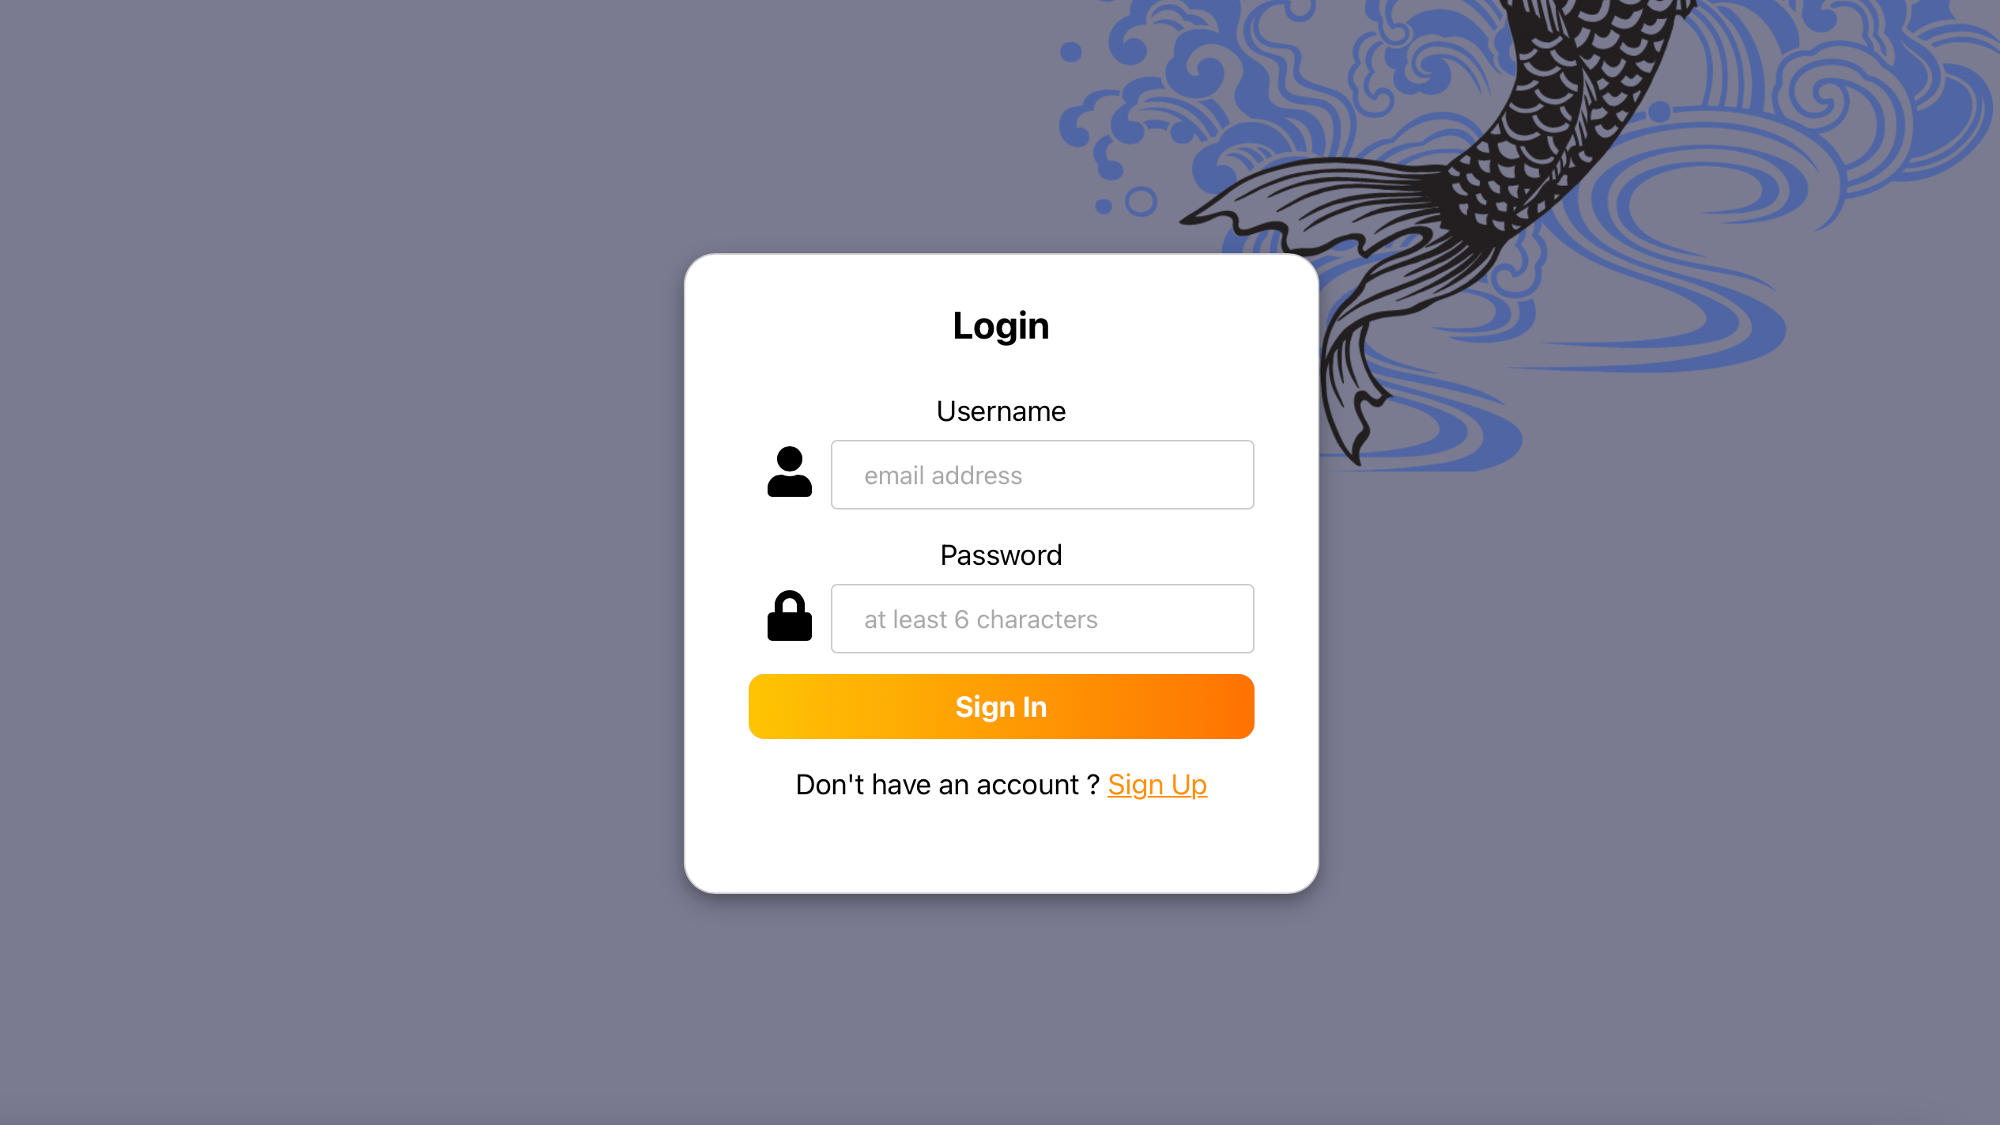 Login
Username
email address
Password
at least 6 characters
Sign In
Don't have an account ? Sign Up